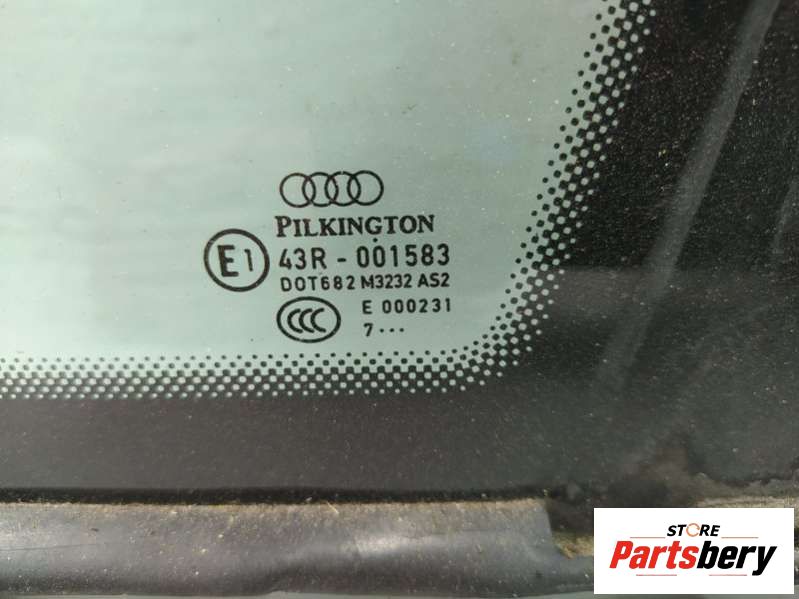 PILKINGTON
E1 43R - 001583
DOT682 M3232 AS2
CCC E 000231
7···
STORE
Partsbery